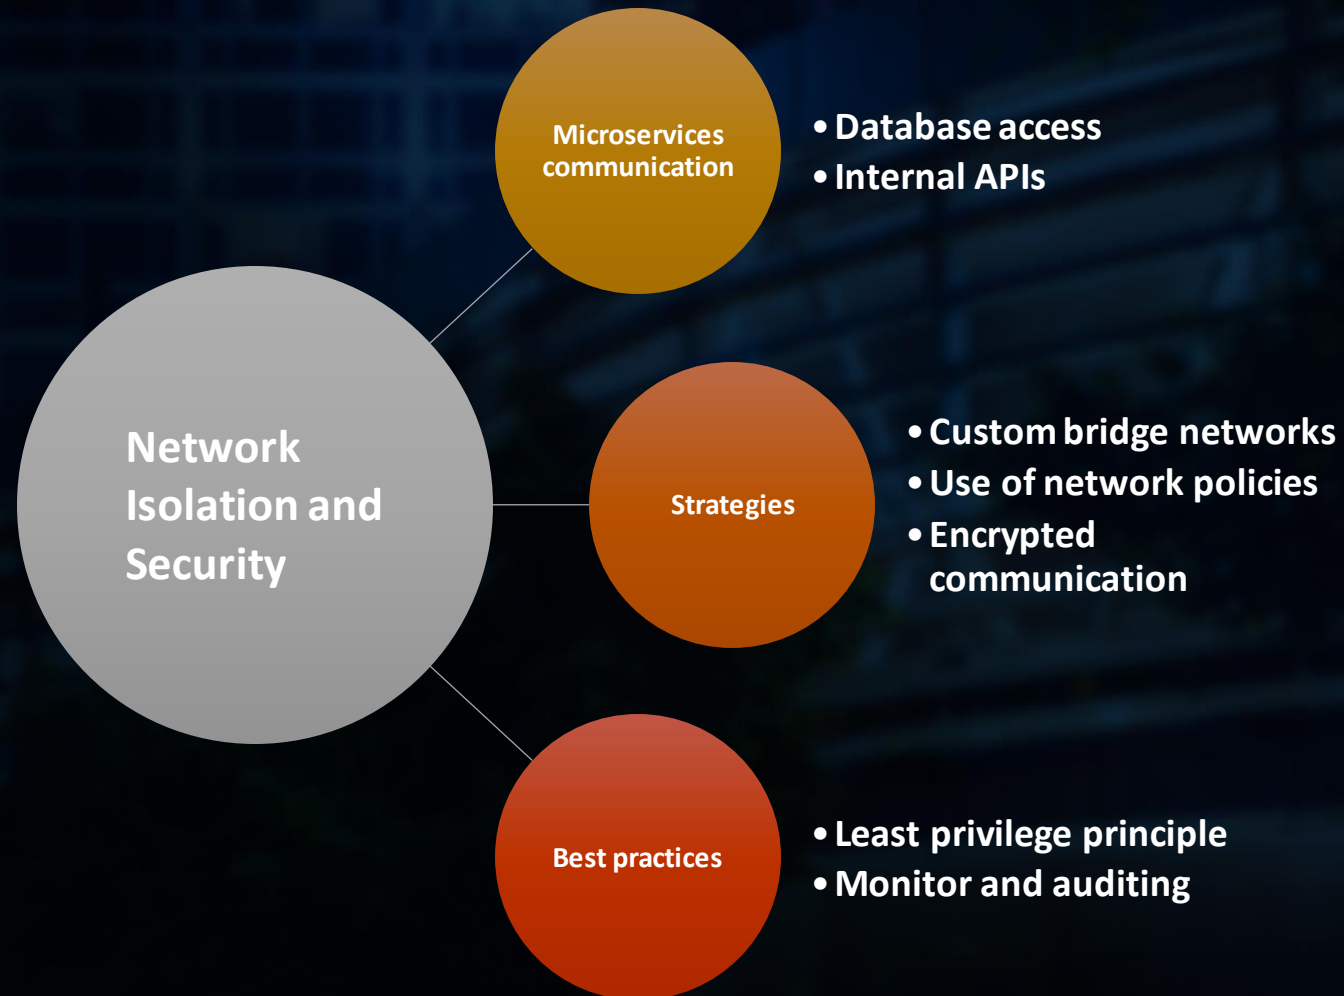 Network
Isolation and
Security
Microservices
communication
• Database access
• Internal APIs
Strategies
• Custom bridge networks
• Use of network policies
• Encrypted
communication
Best practices
• Least privilege principle
• Monitor and auditing